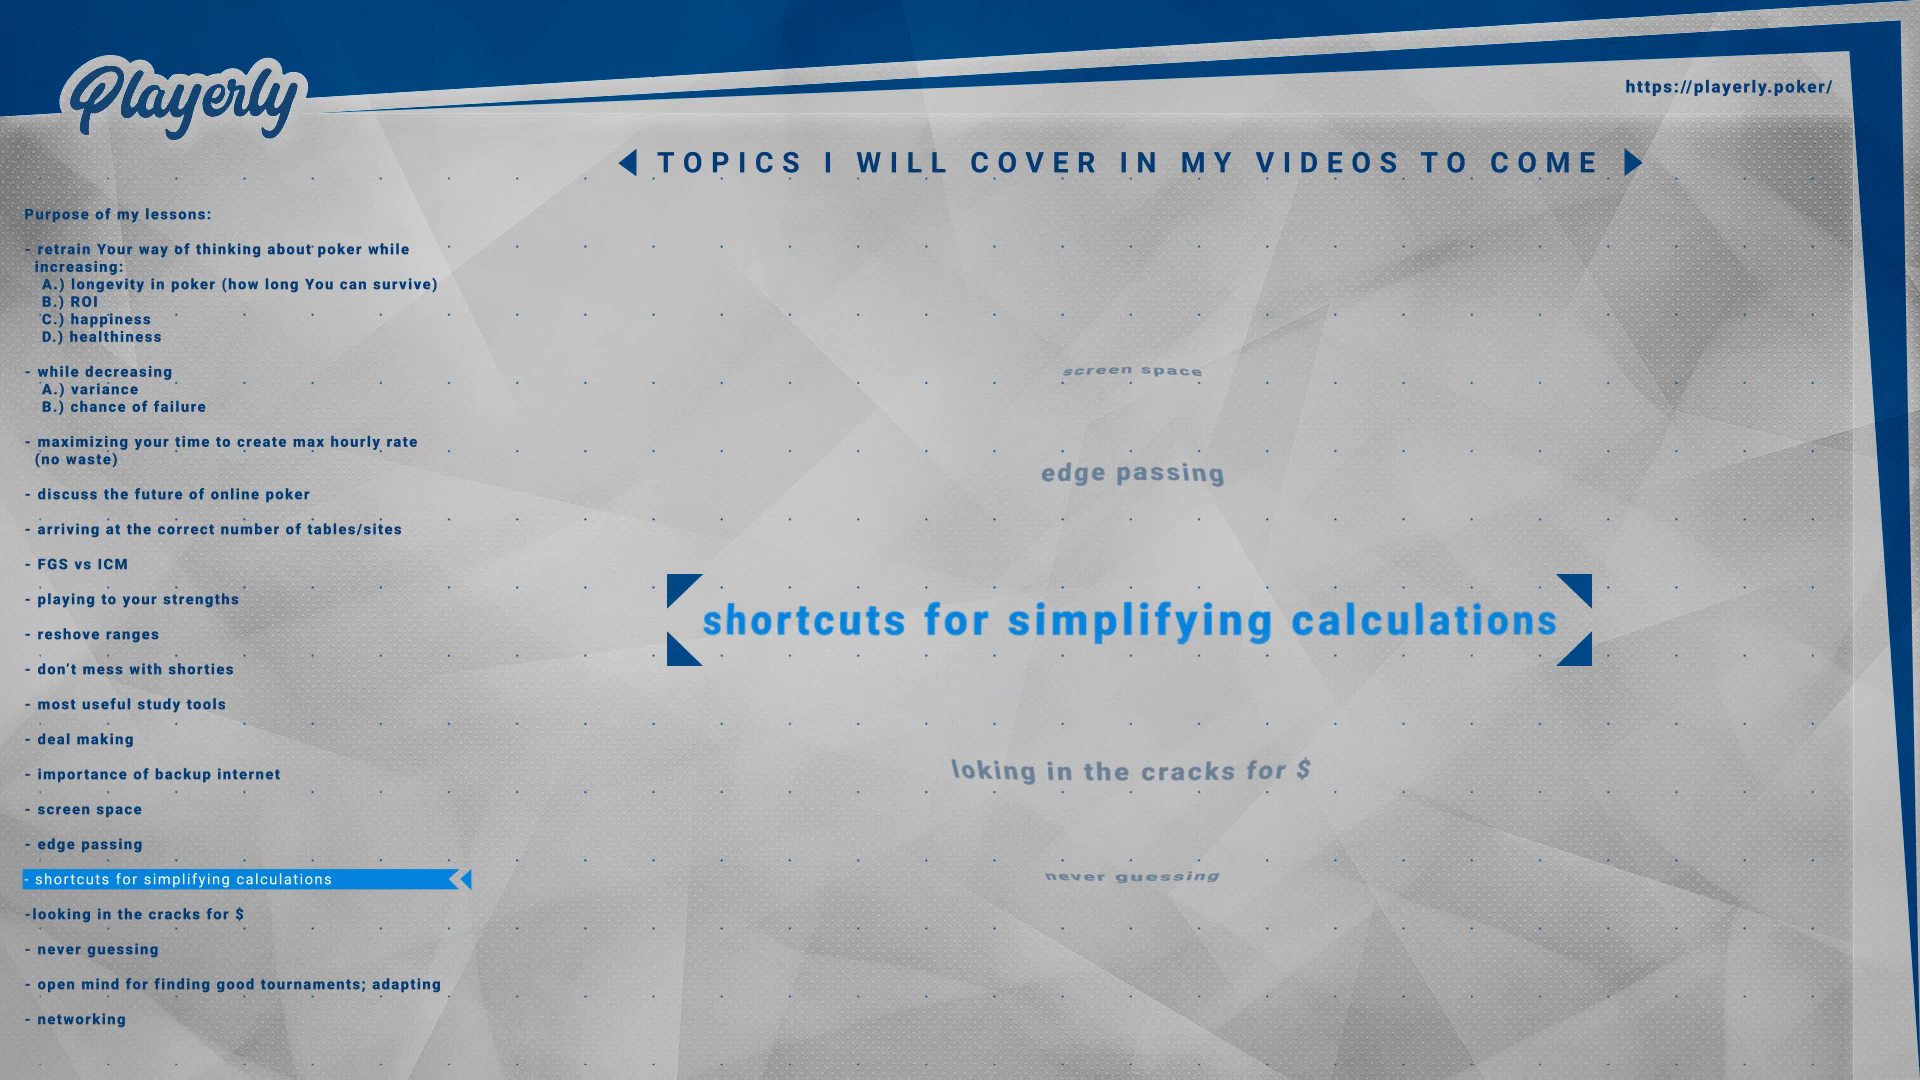 Playerly
https://playerly.poker/
TOPICS I WILL COVER IN MY VIDEOS TO COME
Purpose of my lessons:
- retrain Your way of thinking about poker while
increasing:
A.) longevity in poker (how long You can survive)
B.) ROI
C.) happiness
D.) healthiness
- while decreasing
A.) variance
B.) chance of failure
- maximizing your time to create max hourly rate
(no waste)
- discuss the future of online poker
- arriving at the correct number of tables/sites
- FGS vs ICM
- playing to your strengths
- reshove ranges
- don’t mess with shorties
- most useful study tools
- deal making
- importance of backup internet
- screen space
- edge passing
- shortcuts for simplifying calculations
-looking in the cracks for $
- never guessing
- open mind for finding good tournaments; adapting
- networking
screen space
edge passing
shortcuts for simplifying calculations
loking in the cracks for $
never guessing